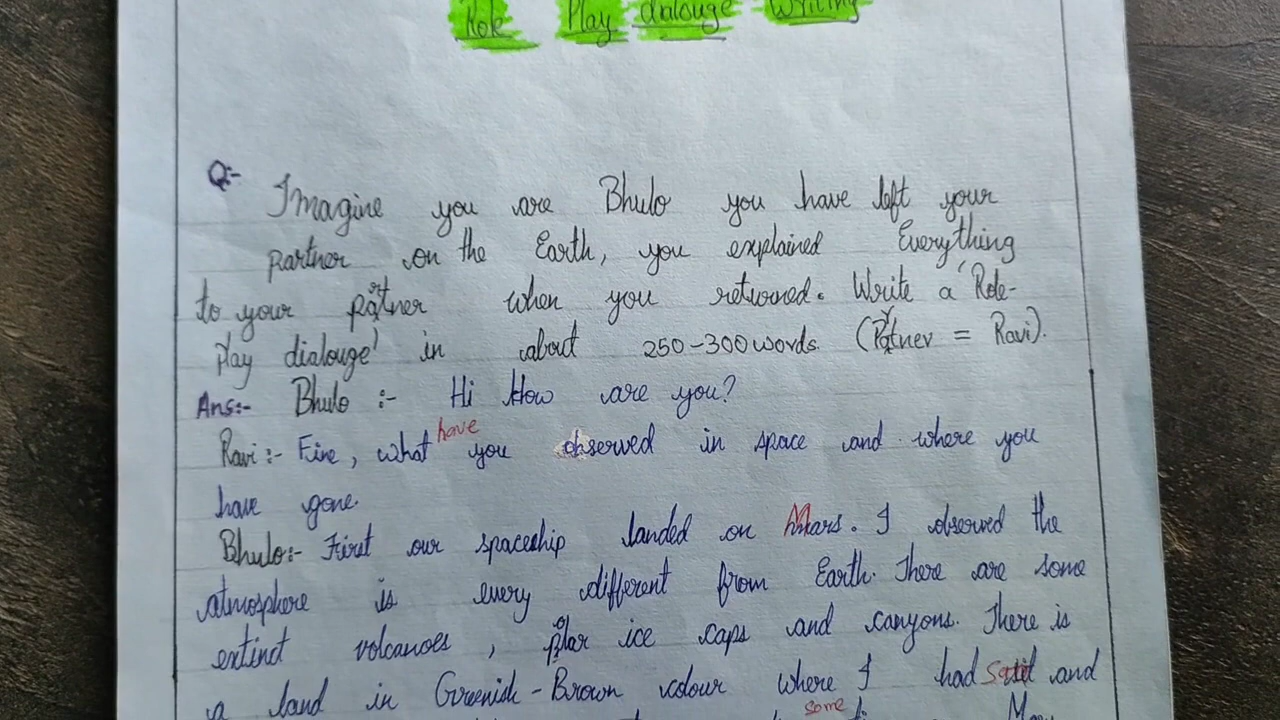 Role Play dialouge Writing
Q:- Imagine you are Bhulo you have left your
Partner on the Earth, you explained Everything
to your partner when you returned. Write a 'Role-
Play dialouge' in about 250-300 words. (Partner = Ravi).
Ans:- Bhulo :- Hi How are you?
Ravi :- Fine, what have you observed in space and where you
have gone.
Bhulo:- First our spaceship landed on Mars. I observed the
atmosphere is every different from Earth. There are some
extinct volcanoes, polar ice caps and canyons. There is
a land in Greenish-Brown colour where I had and
some